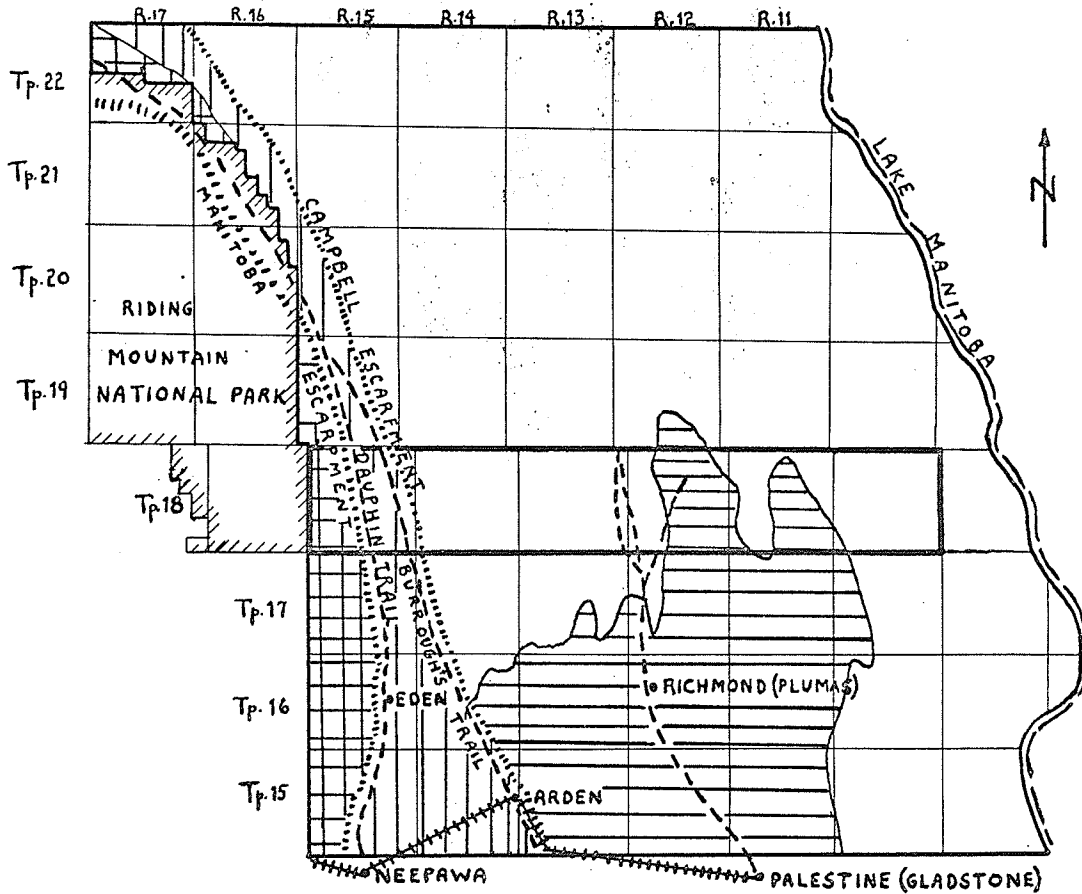 R.17 R.16 R.15 R.14 R.13 R.12 R.11
Tp.22
Tp.21
Tp.20
Tp.19
Tp.18
Tp.17
Tp.16
Tp.15
LAKE MANITOBA
N
CAMPBELL ESCARPMENT
MANITOBA ESCARPMENT
RIDING
MOUNTAIN
NATIONAL PARK
DAUPHIN TRAIL
BURROUGHS TRAIL
EDEN
RICHMOND (PLUMAS)
ARDEN
NEEPAWA
PALESTINE (GLADSTONE)